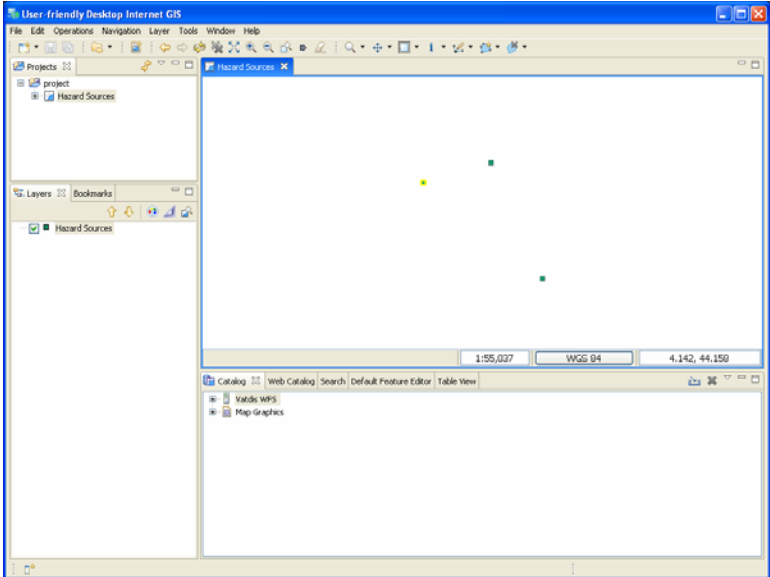 User-friendly Desktop Internet GIS
File Edit Operations Navigation Layer Tools Window Help
Projects
Hazard Sources
project
Hazard Sources
Layers Bookmarks
Hazard Sources
1:55,037 WGS 84 4.142, 44.158
Catalog Web Catalog Search Default Feature Editor Table View
Vatdis WFS
Map Graphics